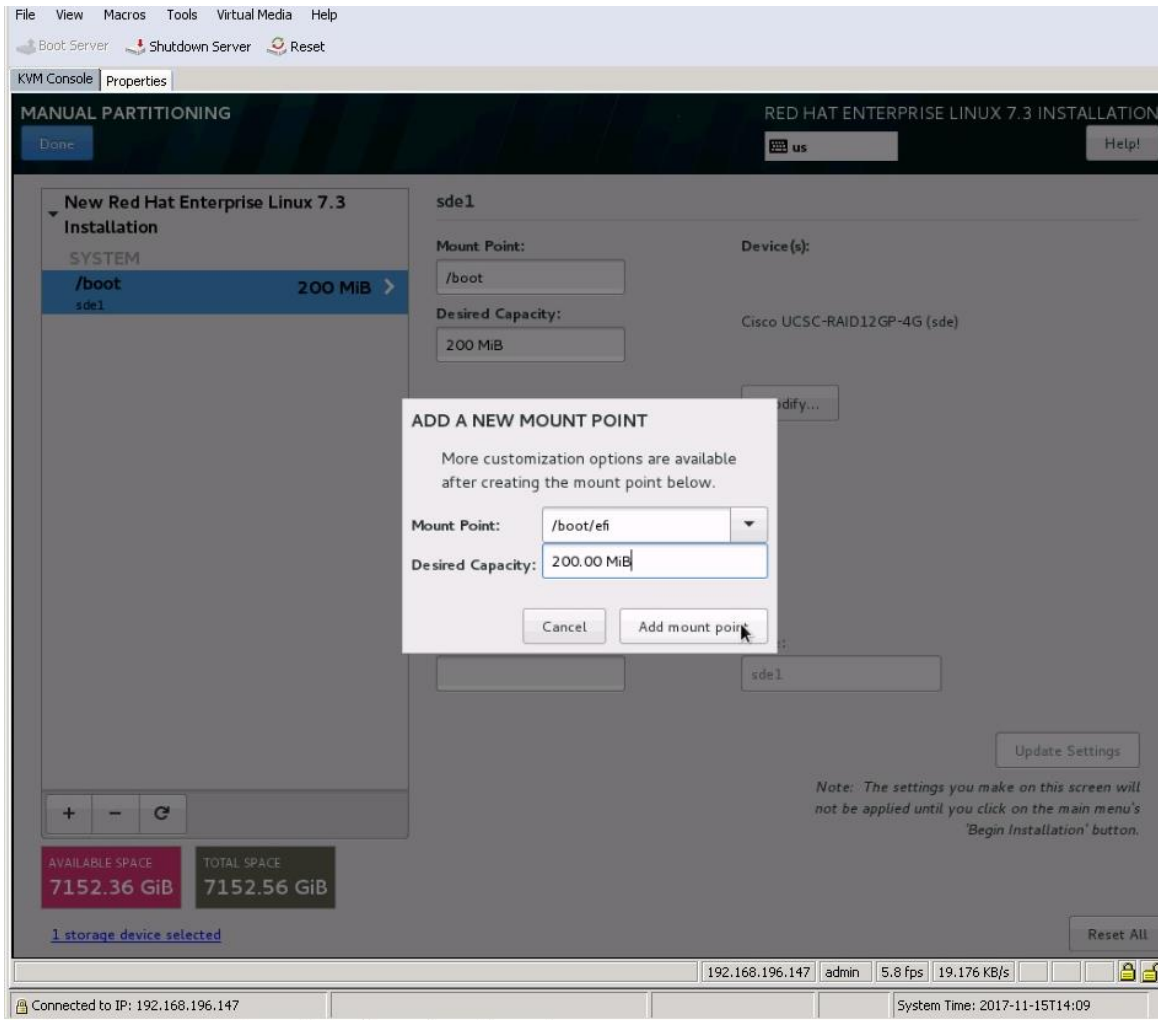 File View Macros Tools Virtual Media Help
Boot Server Shutdown Server Reset
KVM Console Properties
MANUAL PARTITIONING
RED HAT ENTERPRISE LINUX 7.3 INSTALLATION
Done
us
Help!
New Red Hat Enterprise Linux 7.3
Installation
SYSTEM
/boot 200 MiB
sde1
sde1
Mount Point:
/boot
Desired Capacity:
200 MiB
Device(s):
Cisco UCSC-RAID12GP-4G (sde)
odify...
ADD A NEW MOUNT POINT
More customization options are available
after creating the mount point below.
Mount Point: /boot/efi
Desired Capacity: 200.00 MiB
Cancel Add mount point
sde1
Update Settings
Note: The settings you make on this screen will
not be applied until you click on the main menu's
'Begin Installation' button.
+ -
AVAILABLE SPACE
7152.36 GiB
TOTAL SPACE
7152.56 GiB
1 storage device selected
Reset All
192.168.196.147 admin 5.8 fps 19.176 KB/s
Connected to IP: 192.168.196.147 System Time: 2017-11-15T14:09